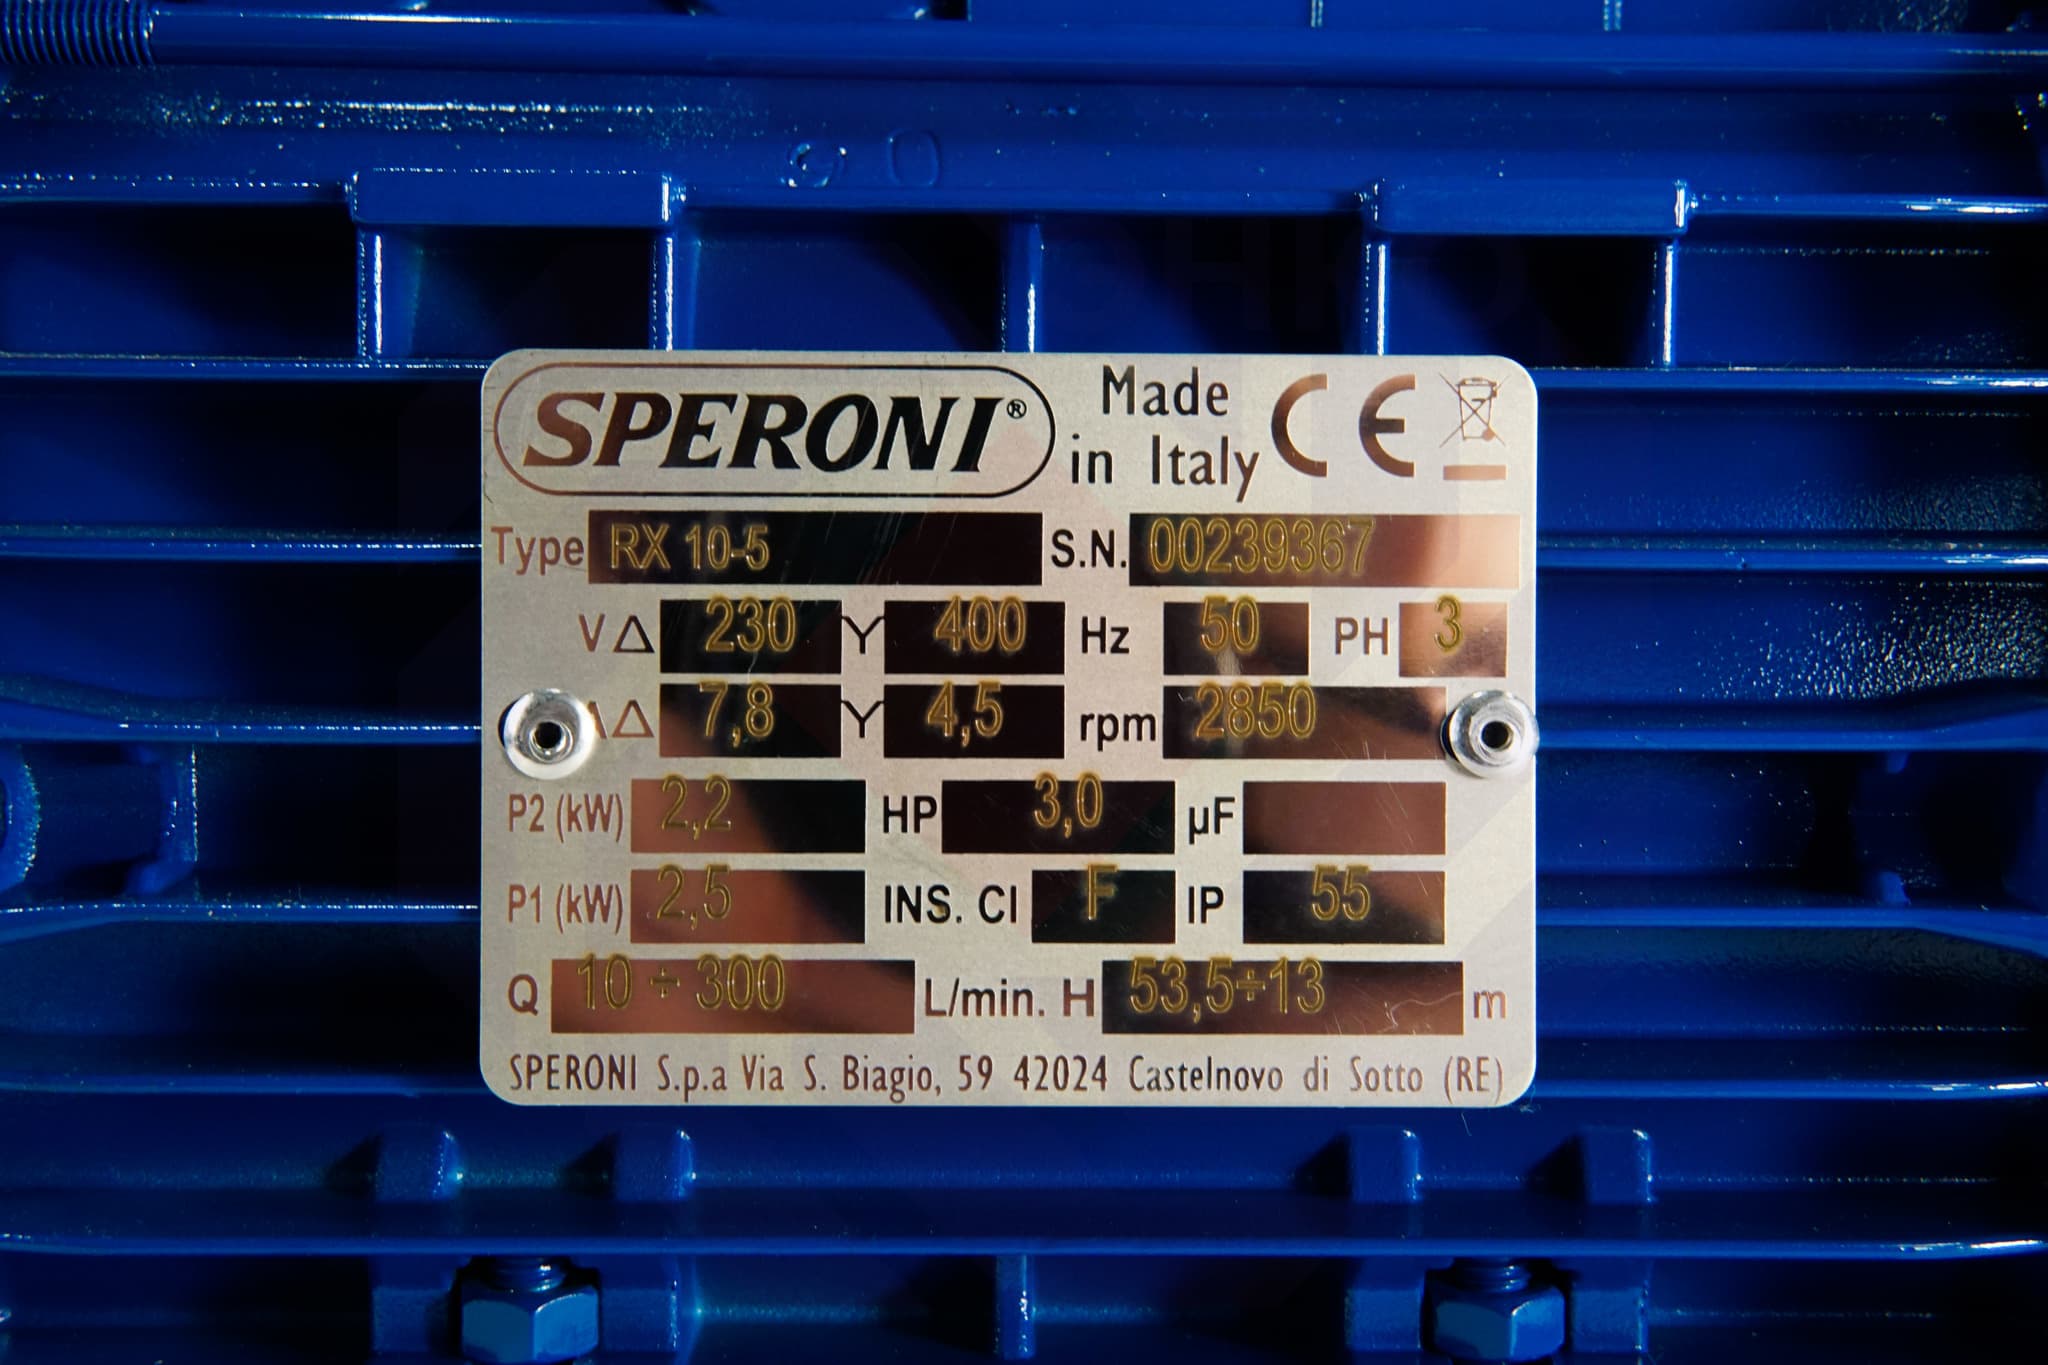 SPERONI® Made in Italy CE
Type RX 10-5 S.N. 00239367
V Δ 230 Y 400 Hz 50 PH 3
A Δ 7,8 Y 4,5 rpm 2850
P2 (kW) 2,2 HP 3,0 µF
P1 (kW) 2,5 INS. Cl F IP 55
Q 10 ÷ 300 L/min. H 53,5÷13 m
SPERONI S.p.a Via S. Biagio, 59 42024 Castelnovo di Sotto (RE)